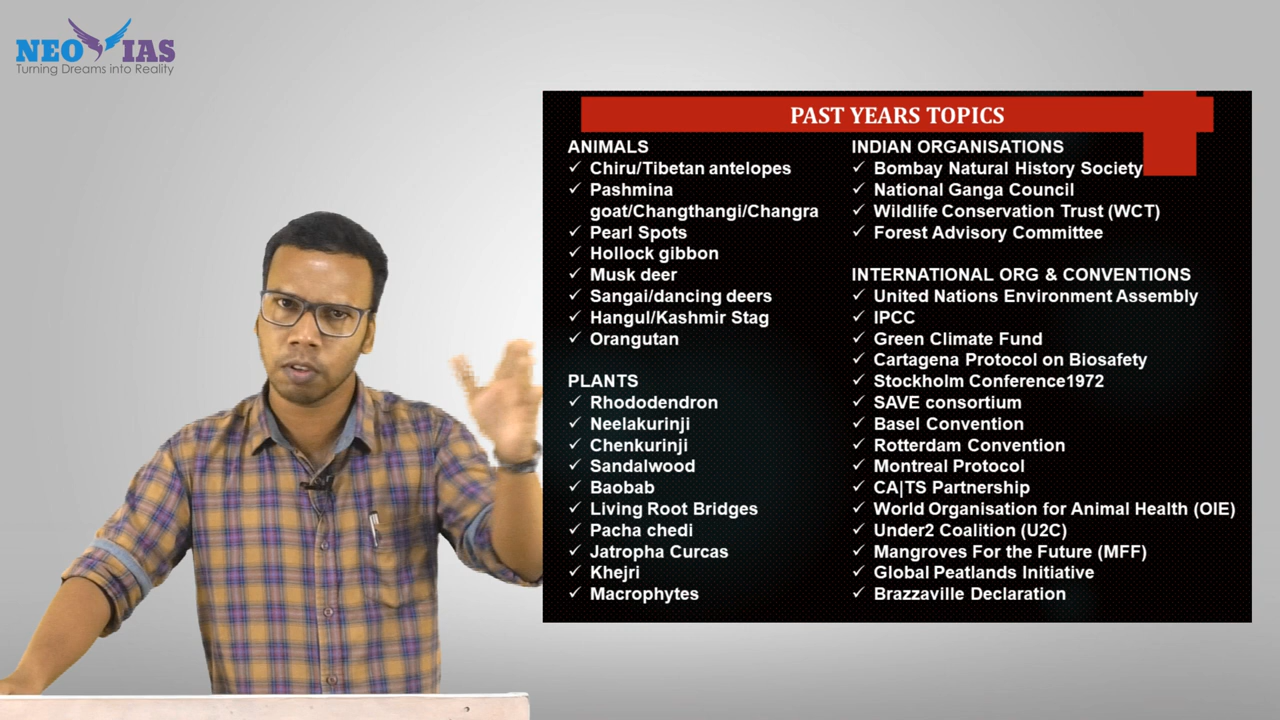 NEO IAS
Turning Dreams into Reality
PAST YEARS TOPICS
ANIMALS
✓ Chiru/Tibetan antelopes
✓ Pashmina
goat/Changthangi/Changra
✓ Pearl Spots
✓ Hollock gibbon
✓ Musk deer
✓ Sangai/dancing deers
✓ Hangul/Kashmir Stag
✓ Orangutan
PLANTS
✓ Rhododendron
✓ Neelakurinji
✓ Chenkurinji
✓ Sandalwood
✓ Baobab
✓ Living Root Bridges
✓ Pacha chedi
✓ Jatropha Curcas
✓ Khejri
✓ Macrophytes
INDIAN ORGANISATIONS
✓ Bombay Natural History Society
✓ National Ganga Council
✓ Wildlife Conservation Trust (WCT)
✓ Forest Advisory Committee
INTERNATIONAL ORG & CONVENTIONS
✓ United Nations Environment Assembly
✓ IPCC
✓ Green Climate Fund
✓ Cartagena Protocol on Biosafety
✓ Stockholm Conference1972
✓ SAVE consortium
✓ Basel Convention
✓ Rotterdam Convention
✓ Montreal Protocol
✓ CA|TS Partnership
✓ World Organisation for Animal Health (OIE)
✓ Under2 Coalition (U2C)
✓ Mangroves For the Future (MFF)
✓ Global Peatlands Initiative
✓ Brazzaville Declaration